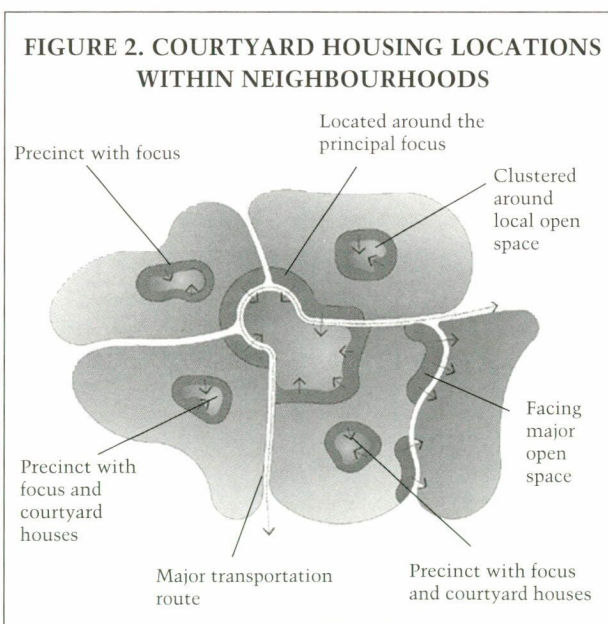 FIGURE 2. COURTYARD HOUSING LOCATIONS
WITHIN NEIGHBOURHOODS
Located around the
principal focus
Precinct with focus
Clustered
around
local open
space
Facing
major
open
space
Precinct with
focus and
courtyard
houses
Major transportation
route
Precinct with focus
and courtyard houses